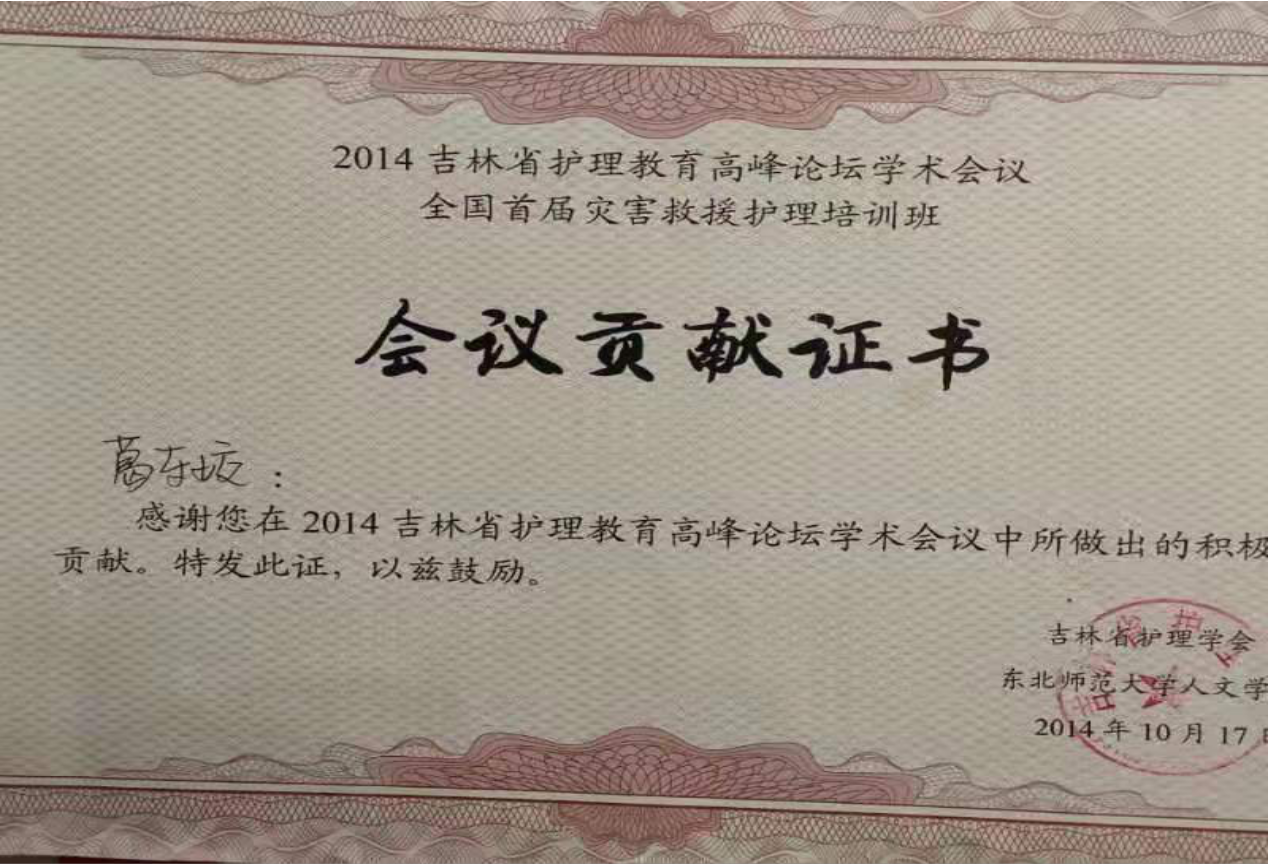 2014 吉林省护理教育高峰论坛学术会议
全国首届灾害救援护理培训班
会议贡献证书
葛东坡：
感谢您在 2014 吉林省护理教育高峰论坛学术会议中所做出的积极
贡献。特发此证，以兹鼓励。
吉林省护理学会
东北师范大学人文学
2014 年 10 月 17 日